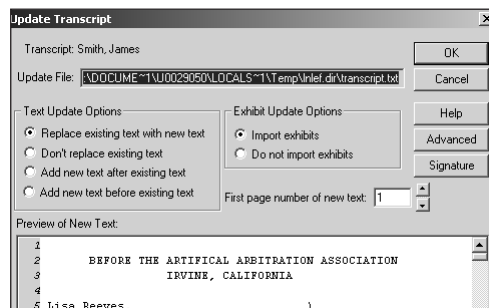 Update Transcript
Transcript: Smith, James
OK
Update File: :\DOCUME~1\U0029050\LOCALS~1\Temp\Inlef.dir\transcript.txt
Cancel
Text Update Options
Exhibit Update Options
Help
Replace existing text with new text
Import exhibits
Advanced
Don't replace existing text
Do not import exhibits
Add new text after existing text
Signature
Add new text before existing text
First page number of new text: 1
Preview of New Text:
1
2 BEFORE THE ARTIFICAL ARBITRATION ASSOCIATION
3 IRVINE, CALIFORNIA
4
5 Lisa Reeves )